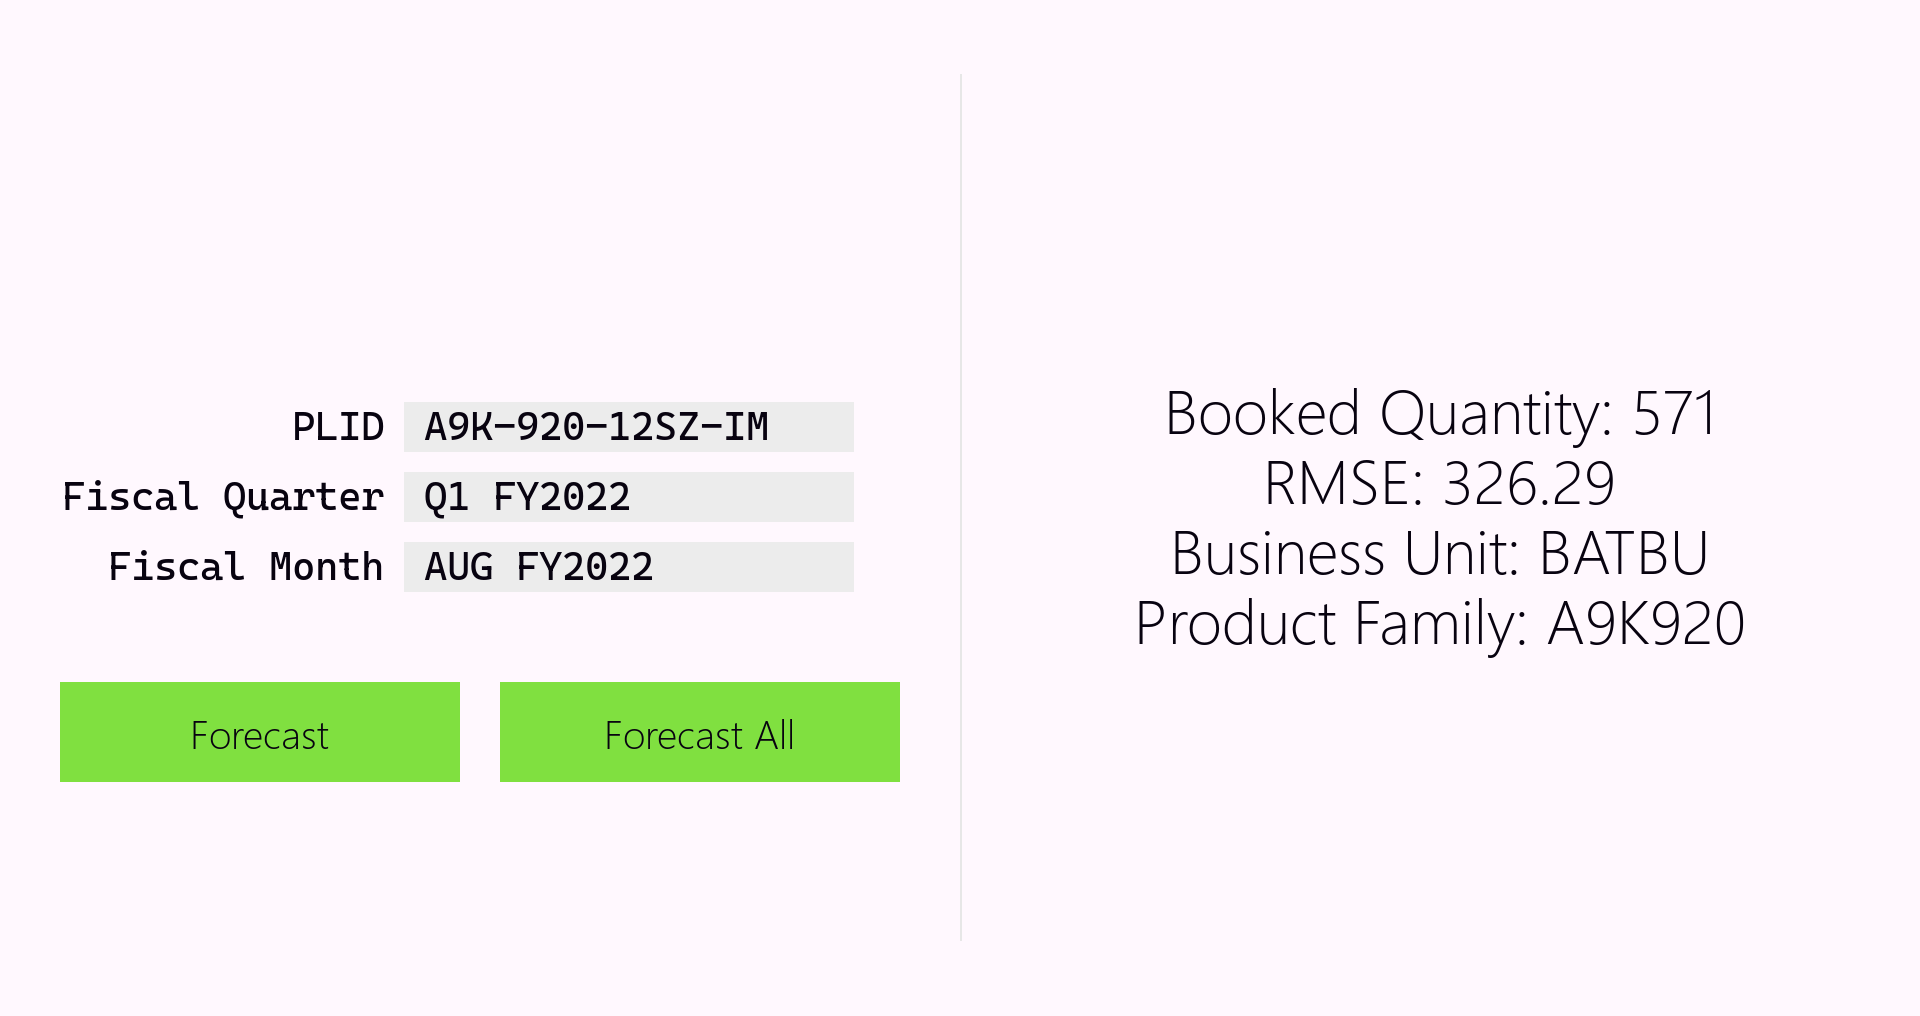 PLID A9K-920-12SZ-IM
Fiscal Quarter Q1 FY2022
Fiscal Month AUG FY2022
Forecast
Forecast All
Booked Quantity: 571
RMSE: 326.29
Business Unit: BATBU
Product Family: A9K920